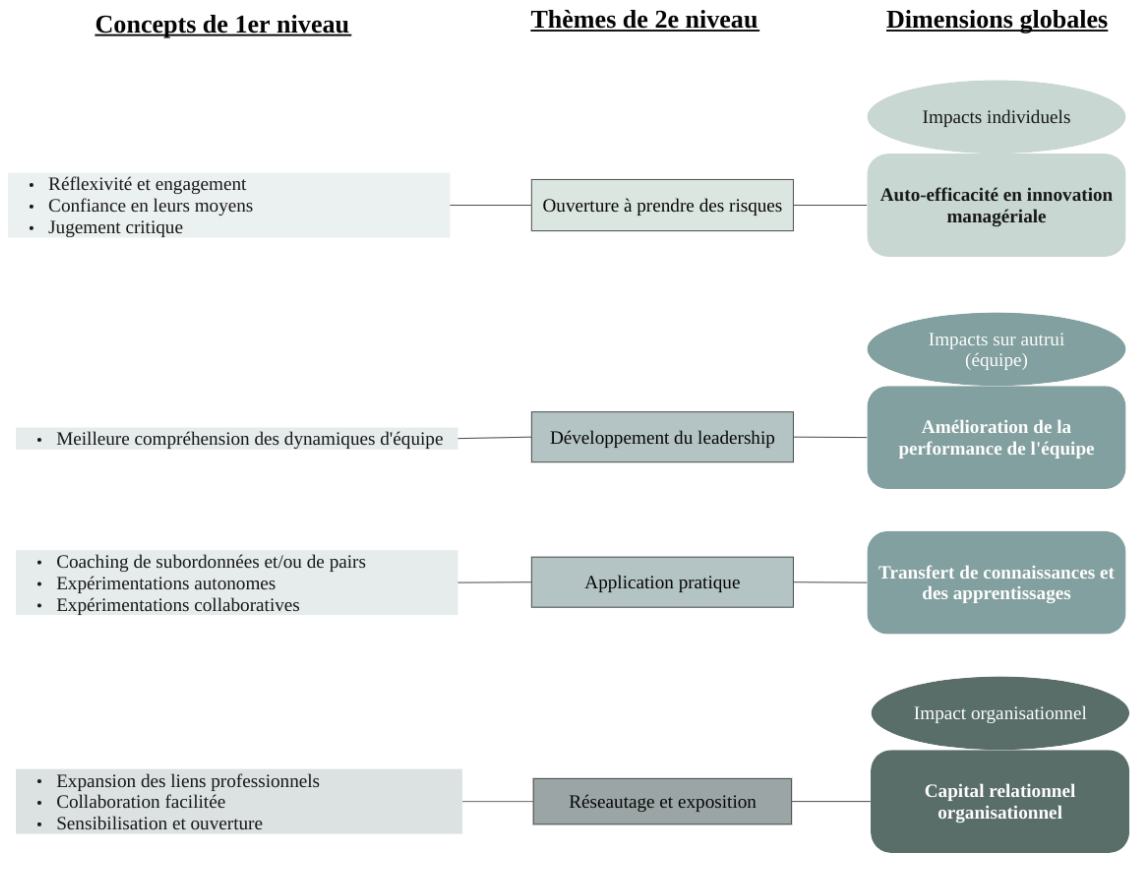 Concepts de 1er niveau
Thèmes de 2e niveau
Dimensions globales
Impacts individuels
• Réflexivité et engagement
• Confiance en leurs moyens
• Jugement critique
Ouverture à prendre des risques
Auto-efficacité en innovation
managériale
Impacts sur autrui
(équipe)
• Meilleure compréhension des dynamiques d'équipe
Développement du leadership
Amélioration de la
performance de l'équipe
• Coaching de subordonnées et/ou de pairs
• Expérimentations autonomes
• Expérimentations collaboratives
Application pratique
Transfert de connaissances et
des apprentissages
Impact organisationnel
• Expansion des liens professionnels
• Collaboration facilitée
• Sensibilisation et ouverture
Réseautage et exposition
Capital relationnel
organisationnel